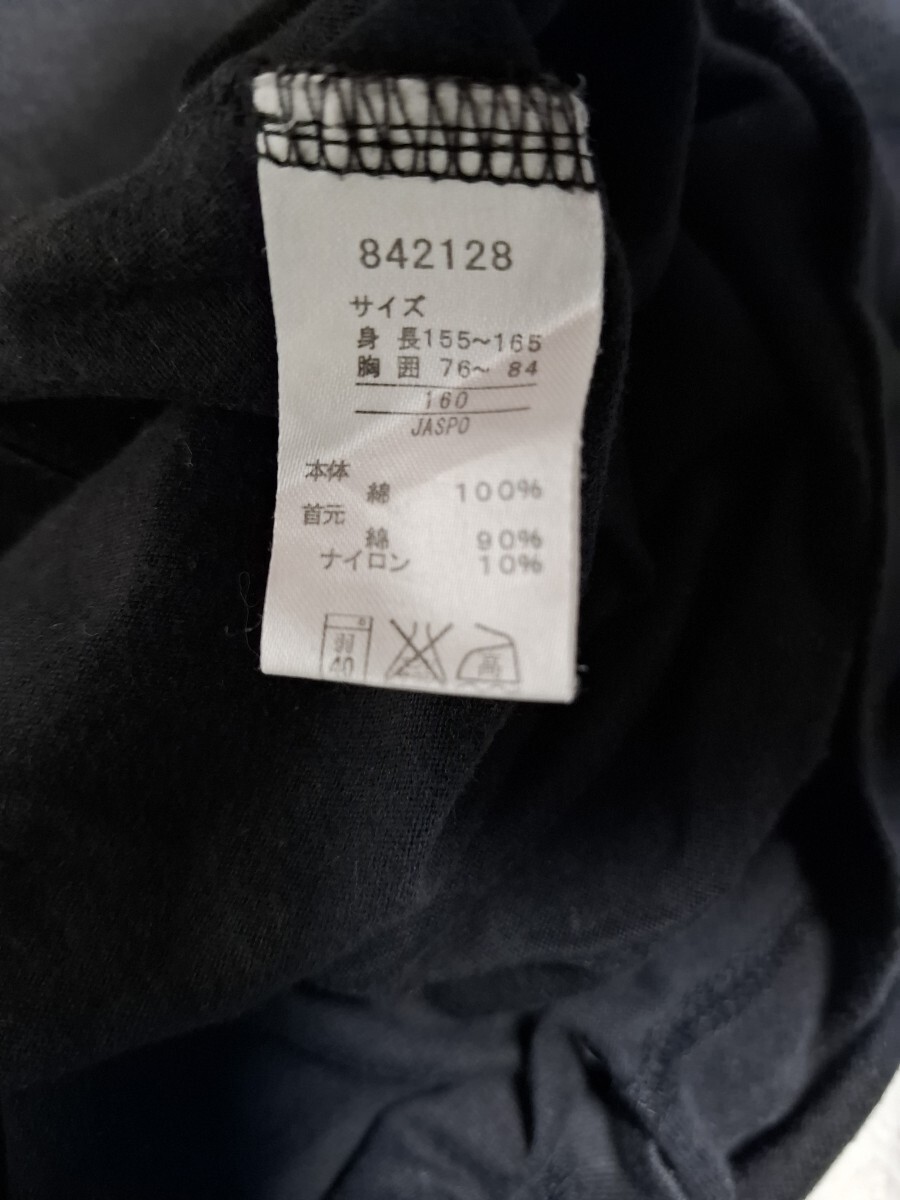 842128
サイズ
身 長155~165
胸 囲 76~ 84
160
JASPO
本体
綿 100%
首元
綿 90%
ナイロン 10%
弱
40
高